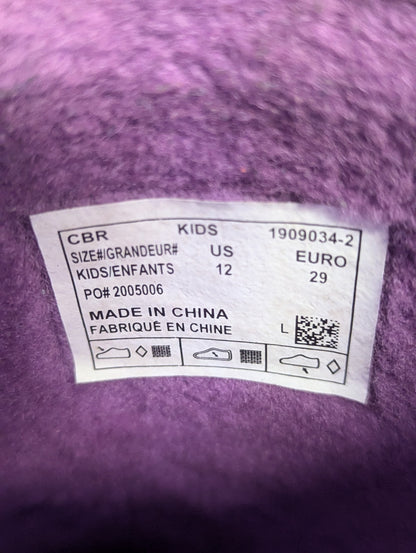 CBR KIDS 1909034-2
SIZE#/GRANDEUR# US EURO
KIDS/ENFANTS 12 29
PO# 2005006
MADE IN CHINA
FABRIQUÉ EN CHINE L